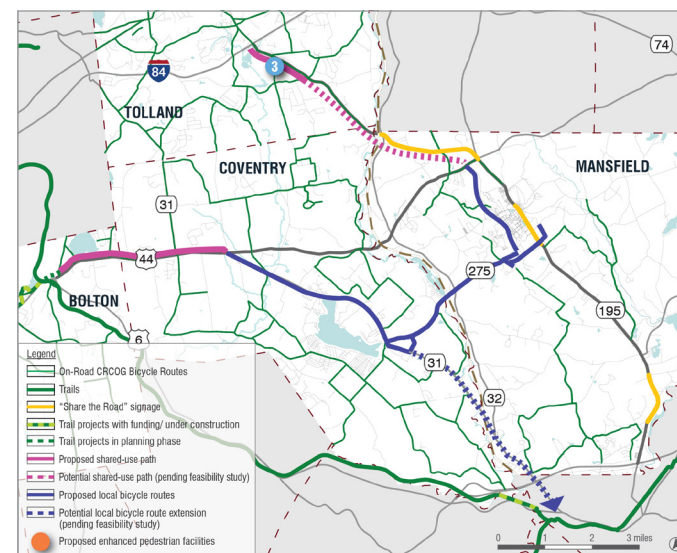 74
84
3
TOLLAND
COVENTRY
MANSFIELD
31
44
275
BOLTON
195
6
31
32
Legend
On-Road CRCOG Bicycle Routes
Trails
“Share the Road” signage
Trail projects with funding/ under construction
Trail projects in planning phase
Proposed shared-use path
Potential shared-use path (pending feasibility study)
Proposed local bicycle routes
Potential local bicycle route extension
(pending feasibility study)
Proposed enhanced pedestrian facilities
0 1 2 3 miles